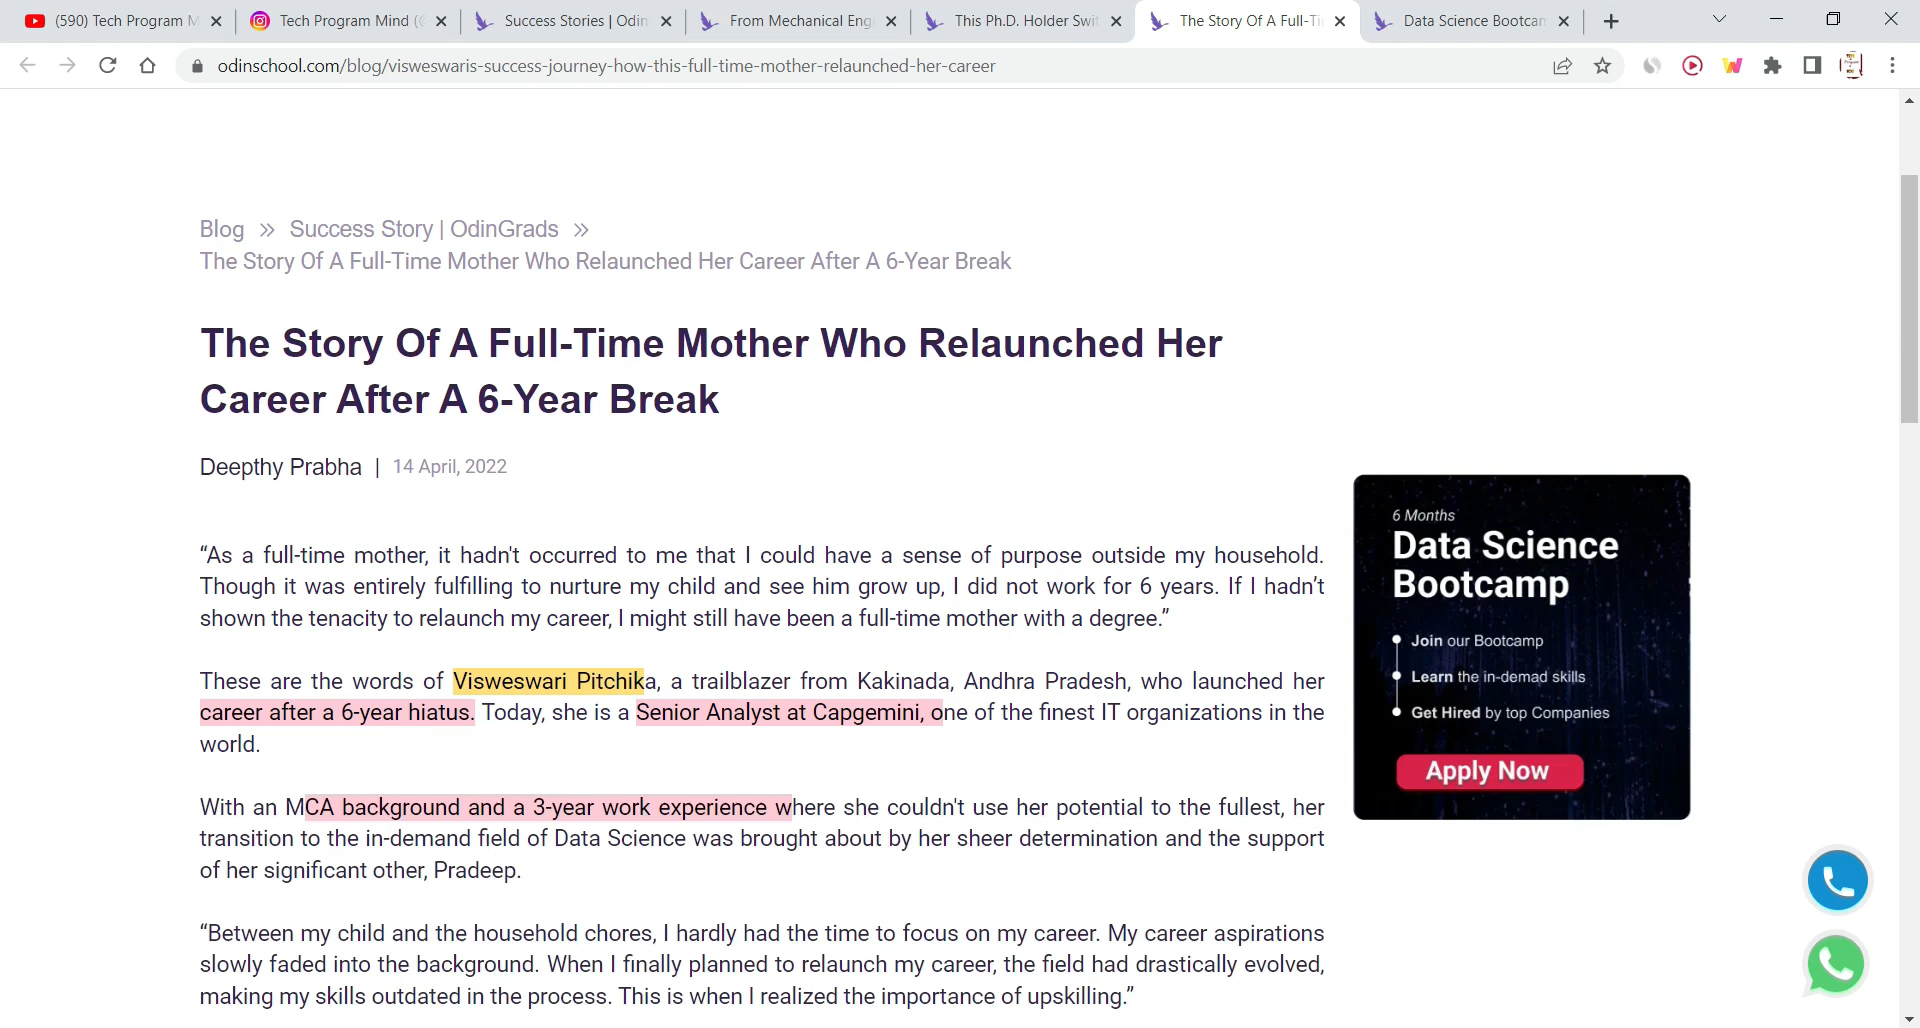 (590) Tech Program M
Tech Program Mind (@
Success Stories | Odin
From Mechanical Eng
This Ph.D. Holder Swit
The Story Of A Full-Ti
Data Science Bootcam
odinschool.com/blog/visweswaris-success-journey-how-this-full-time-mother-relaunched-her-career
Blog » Success Story | OdinGrads »
The Story Of A Full-Time Mother Who Relaunched Her Career After A 6-Year Break
The Story Of A Full-Time Mother Who Relaunched Her
Career After A 6-Year Break
Deepthy Prabha | 14 April, 2022
“As a full-time mother, it hadn't occurred to me that I could have a sense of purpose outside my household.
Though it was entirely fulfilling to nurture my child and see him grow up, I did not work for 6 years. If I hadn’t
shown the tenacity to relaunch my career, I might still have been a full-time mother with a degree.”
These are the words of Visweswari Pitchika, a trailblazer from Kakinada, Andhra Pradesh, who launched her
career after a 6-year hiatus. Today, she is a Senior Analyst at Capgemini, one of the finest IT organizations in the
world.
With an MCA background and a 3-year work experience where she couldn't use her potential to the fullest, her
transition to the in-demand field of Data Science was brought about by her sheer determination and the support
of her significant other, Pradeep.
“Between my child and the household chores, I hardly had the time to focus on my career. My career aspirations
slowly faded into the background. When I finally planned to relaunch my career, the field had drastically evolved,
making my skills outdated in the process. This is when I realized the importance of upskilling.”
6 Months
Data Science
Bootcamp
Join our Bootcamp
Learn the in-demad skills
Get Hired by top Companies
Apply Now